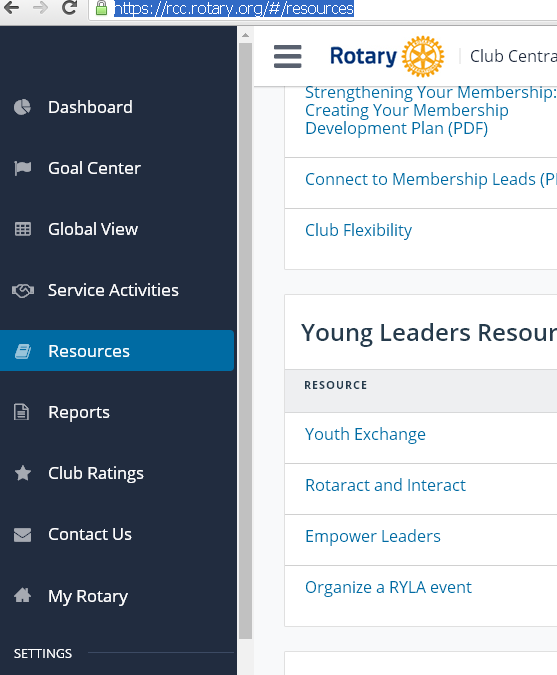 https://rcc.rotary.org/#/resources
Rotary
Club Centra
Dashboard
Goal Center
Global View
Service Activities
Resources
Reports
Club Ratings
Contact Us
My Rotary
SETTINGS
Strengthening Your Membership:
Creating Your Membership
Development Plan (PDF)
Connect to Membership Leads (P
Club Flexibility
Young Leaders Resour
RESOURCE
Youth Exchange
Rotaract and Interact
Empower Leaders
Organize a RYLA event